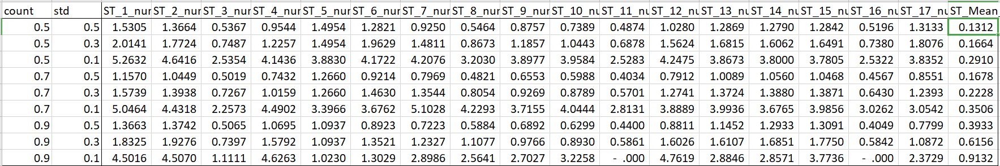 count std ST_1_nur ST_2_nur ST_3_nur ST_4_nur ST_5_nur ST_6_nur ST_7_nur ST_8_nur ST_9_nur ST_10_nu ST_11_nu ST_12_nu ST_13_nu ST_14_nu ST_15_nu ST_16_nu ST_17_nu ST_Mean_
0.5 0.5 1.5305 1.3664 0.5367 0.9544 1.4954 1.2821 0.9250 0.5464 0.8757 0.7389 0.4874 1.0280 1.2869 1.2790 1.2842 0.5196 1.3133 0.1312
0.5 0.3 2.0141 1.7724 0.7487 1.2257 1.4954 1.9629 1.4811 0.8673 1.1857 1.0443 0.6878 1.5624 1.6815 1.6062 1.6491 0.7380 1.8076 0.1664
0.5 0.1 5.2632 4.6416 2.5354 4.1436 3.8830 4.1722 4.2076 3.2030 3.8977 3.9584 2.5283 4.2475 3.8673 3.8000 3.7805 2.5322 3.8352 0.2910
0.7 0.5 1.1570 1.0449 0.5019 0.7432 1.2660 0.9214 0.7969 0.4821 0.6553 0.5988 0.4034 0.7912 1.0089 1.0560 1.0468 0.4567 0.8551 0.1678
0.7 0.3 1.5739 1.3938 0.7267 1.0159 1.2660 1.4630 1.3544 0.8054 0.9269 0.8789 0.5701 1.2741 1.3724 1.3880 1.3871 0.6430 1.2393 0.2228
0.7 0.1 5.0464 4.4318 2.2573 4.4902 3.3966 3.6762 5.1028 4.2293 3.7155 4.0444 2.8131 3.8889 3.9936 3.6765 3.9856 3.0262 3.0542 0.3506
0.9 0.5 1.3663 1.3742 0.5065 1.0695 1.0937 0.8923 0.7223 0.5884 0.6892 0.6299 0.4400 0.8811 1.1452 1.2933 1.3091 0.4049 0.7799 0.3933
0.9 0.3 1.8325 1.9276 0.7397 1.5792 1.0937 1.3521 1.2327 1.1077 0.9766 0.8930 0.5861 1.6026 1.6107 1.6851 1.7750 0.5842 1.0872 0.6156
0.9 0.1 4.5016 4.5070 1.1111 4.6263 1.0230 1.3029 2.8986 2.5641 2.7027 3.2258 - .000 4.7619 2.8846 2.8571 3.7736 - .000 2.3729 0.9132